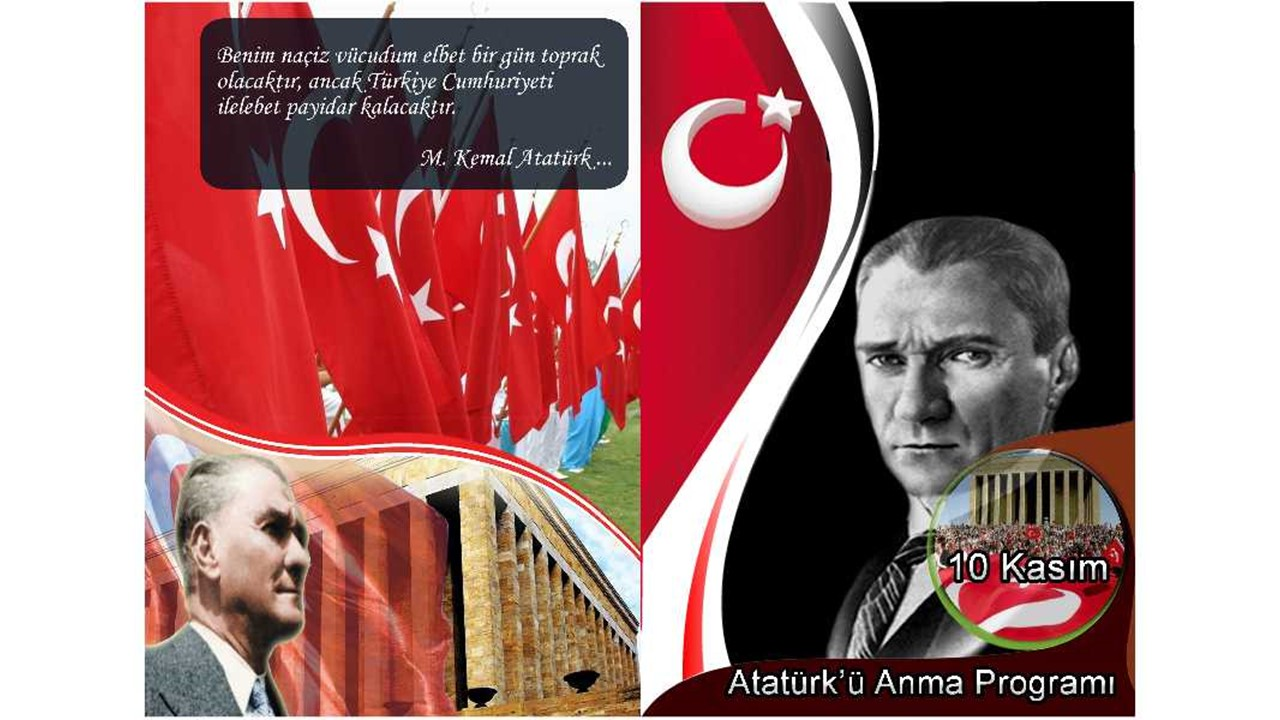 Benim naçiz vücudum elbet bir gün toprak
olacaktır, ancak Türkiye Cumhuriyeti
ilelebet payidar kalacaktır.
M. Kemal Atatürk ...
10 Kasım
Atatürk’ü Anma Programı